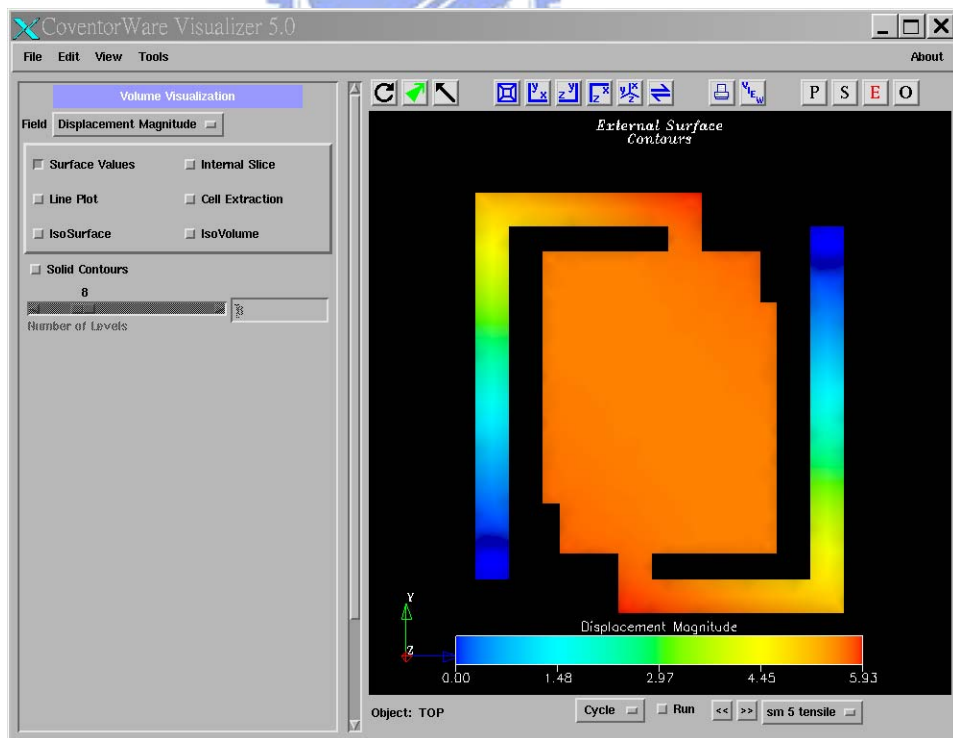 CoventorWare Visualizer 5.0
File Edit View Tools About
Volume Visualization
Field Displacement Magnitude
Surface Values Internal Slice
Line Plot Cell Extraction
IsoSurface IsoVolume
Solid Contours
8
Number of Levels
y x z y z x y x z VIEW P S E O
External Surface
Contours
Y
Z
Displacement Magnitude
0.00 1.48 2.97 4.45 5.93
Object: TOP Cycle Run << >> sm 5 tensile